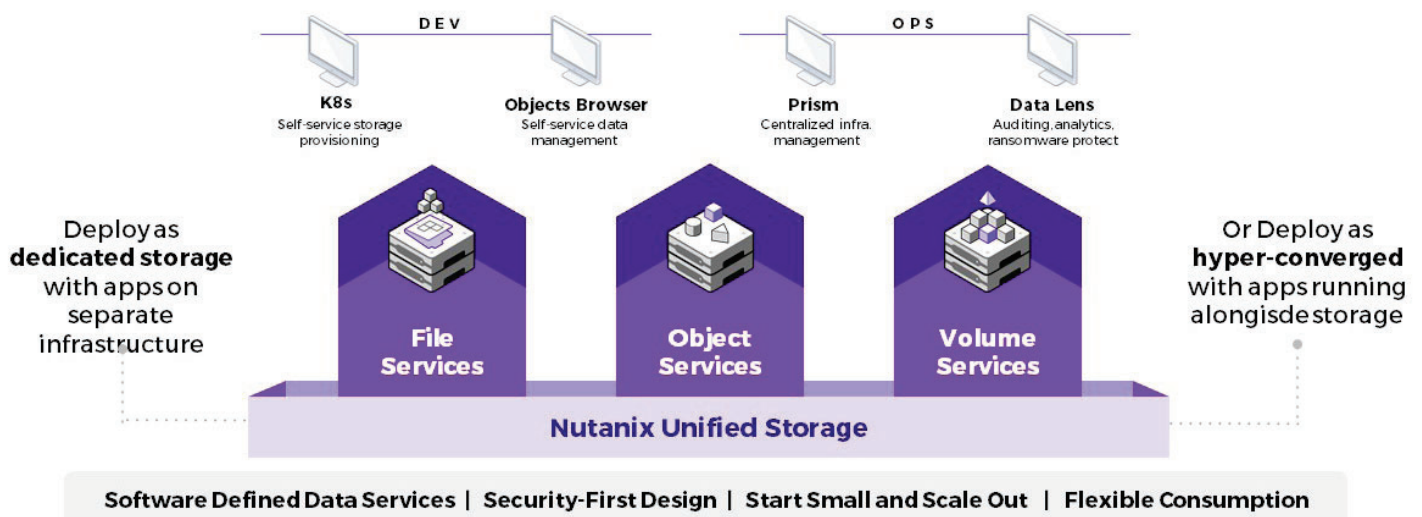 DEV
OPS
K8s
Self-service storage
provisioning
Objects Browser
Self-service data
management
Prism
Centralized infra.
management
Data Lens
Auditing, analytics,
ransomware protect
Deploy as
dedicated storage
with apps on
separate
infrastructure
File
Services
Object
Services
Volume
Services
Or Deploy as
hyper-converged
with apps running
alongisde storage
Nutanix Unified Storage
Software Defined Data Services | Security-First Design | Start Small and Scale Out | Flexible Consumption